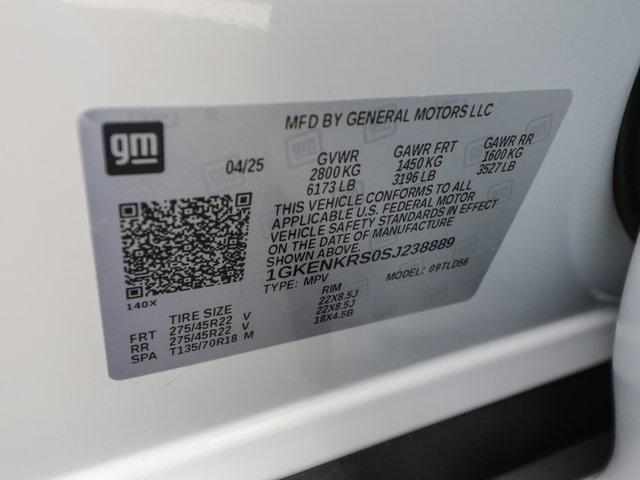 MFD BY GENERAL MOTORS LLC
gm
04/25 GVWR GAWR FRT GAWR RR
2800 KG 1450 KG 1600 KG
6173 LB 3196 LB 3527 LB
THIS VEHICLE CONFORMS TO ALL
APPLICABLE U.S. FEDERAL MOTOR
VEHICLE SAFETY STANDARDS IN EFFECT
ON THE DATE OF MANUFACTURE
SHOWN ABOVE.
1GKENKRS0SJ238889
TYPE: MPV MODEL: 09TLD56
140X
TIRE SIZE RIM
FRT 275/45R22 V 22X8.5J
RR 275/45R22 V 22X8.5J
SPA T135/70R18 M 18X4.5B